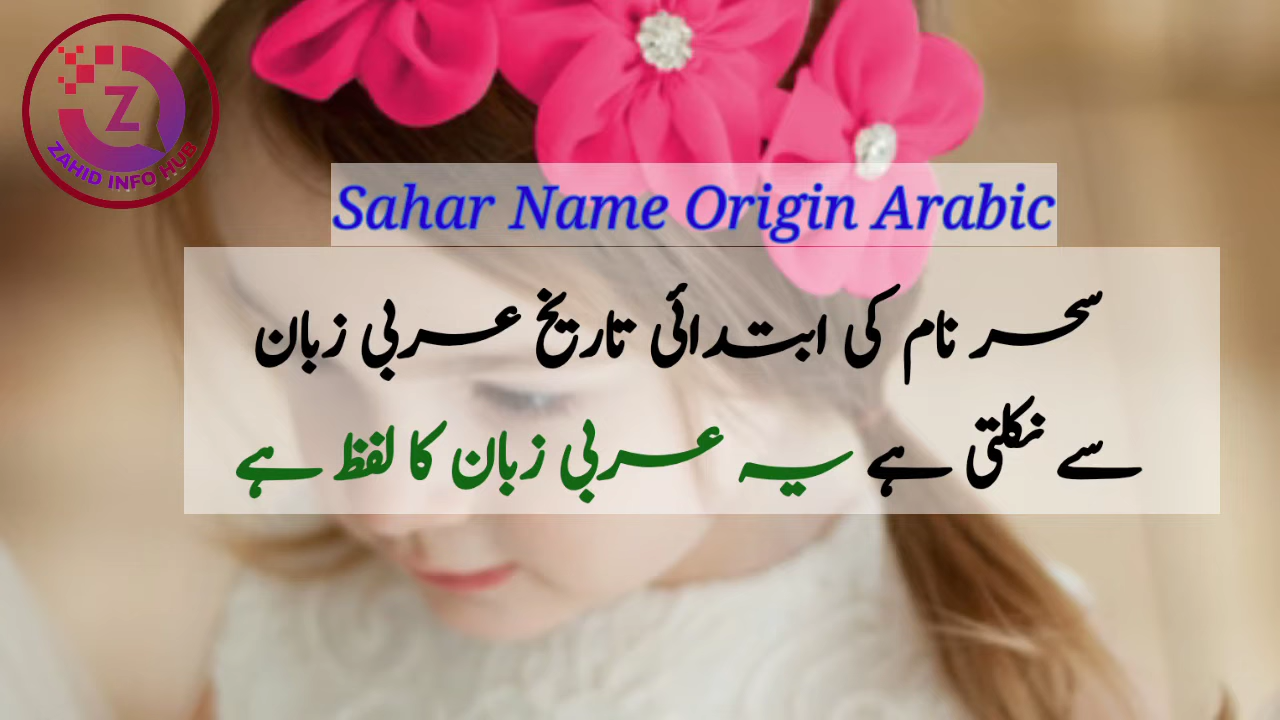 Z
ZAHID INFO HUB
Sahar Name Origin Arabic
سحر نام کی ابتدائی تاریخ عربی زبان
سے نکلتی ہے یہ عربی زبان کا لفظ ہے